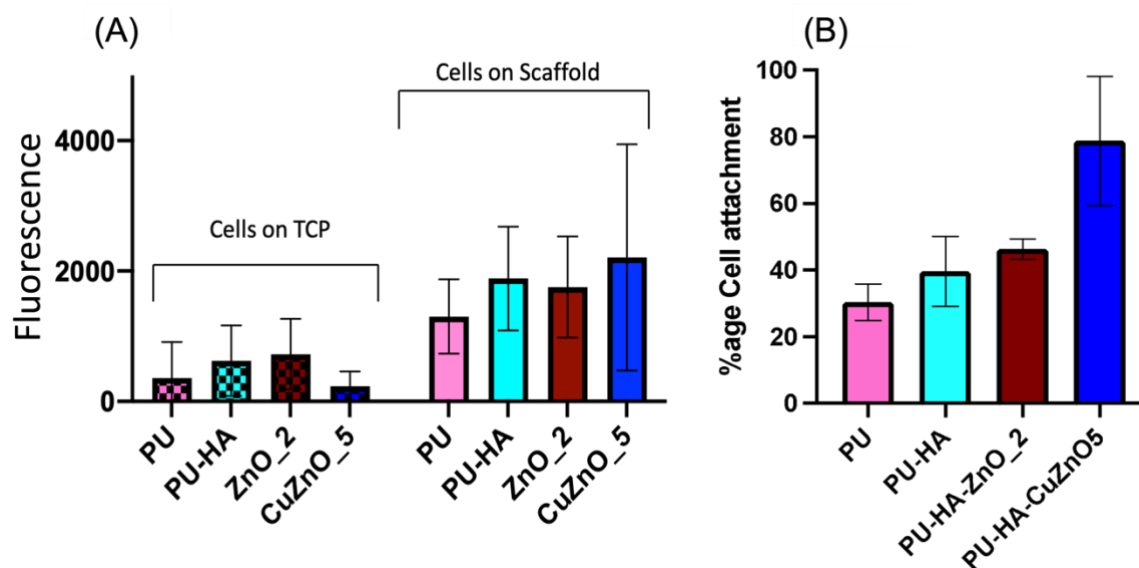 (A)
Fluorescence
4000
2000
0
Cells on TCP
Cells on Scaffold
PU
PU-HA
ZnO_2
CuZnO_5
PU
PU-HA
ZnO_2
CuZnO_5
(B)
%age Cell attachment
100
80
60
40
20
0
PU
PU-HA
PU-HA-ZnO_2
PU-HA-CuZnO5